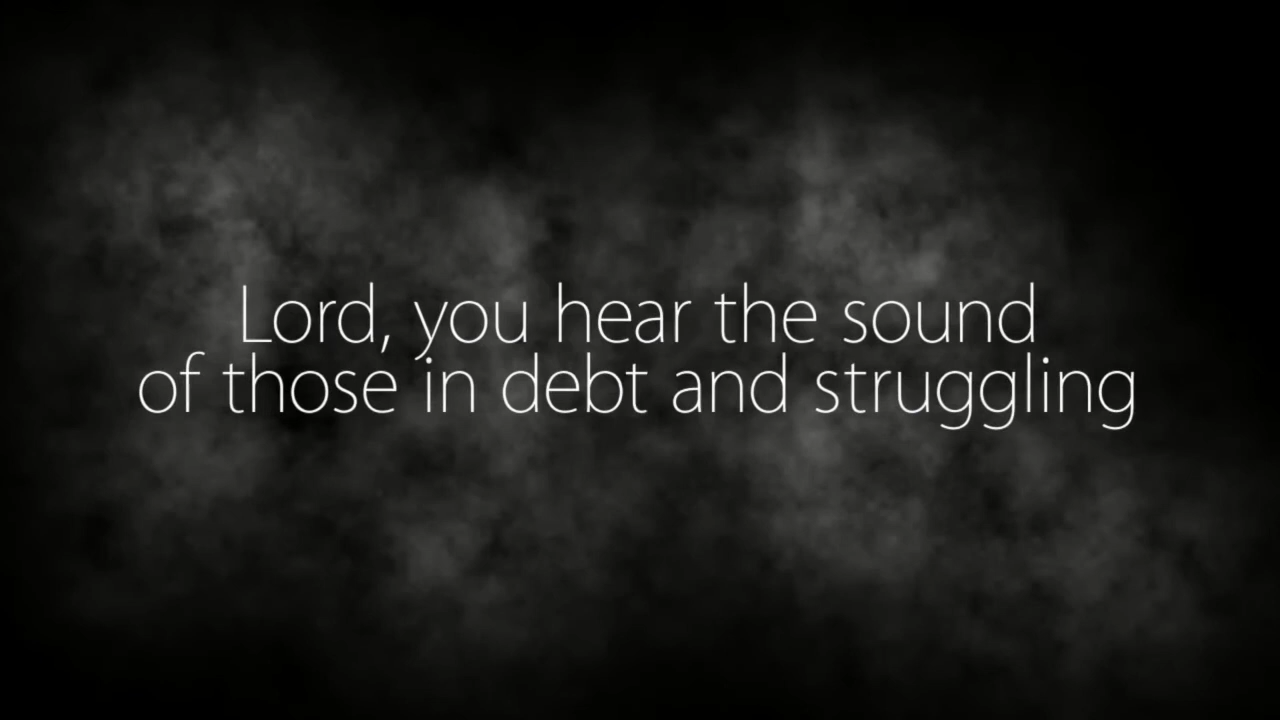 Lord, you hear the sound
of those in debt and struggling